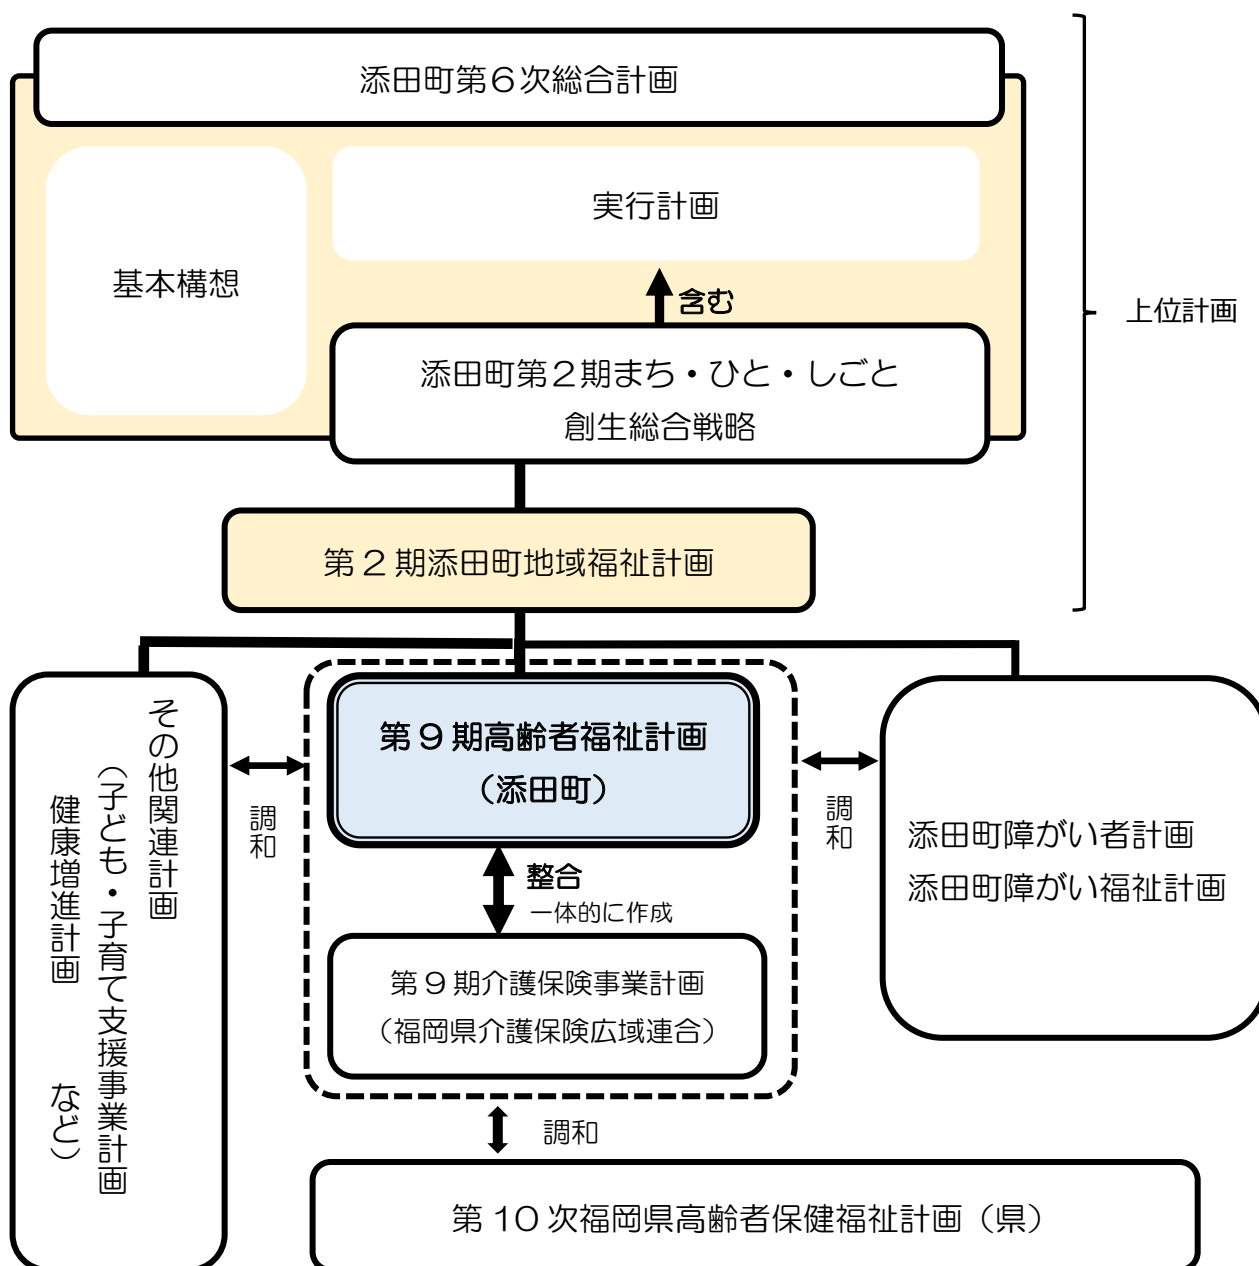 添田町第6次総合計画
実行計画
基本構想
含む
上位計画
添田町第2期まち・ひと・しごと
創生総合戦略
第2期添田町地域福祉計画
その他関連計画
（子ども・子育て支援事業計画
健康増進計画　など）
調和
第9期高齢者福祉計画
（添田町）
調和
添田町障がい者計画
添田町障がい福祉計画
整合
一体的に作成
第9期介護保険事業計画
（福岡県介護保険広域連合）
調和
第10次福岡県高齢者保健福祉計画（県）